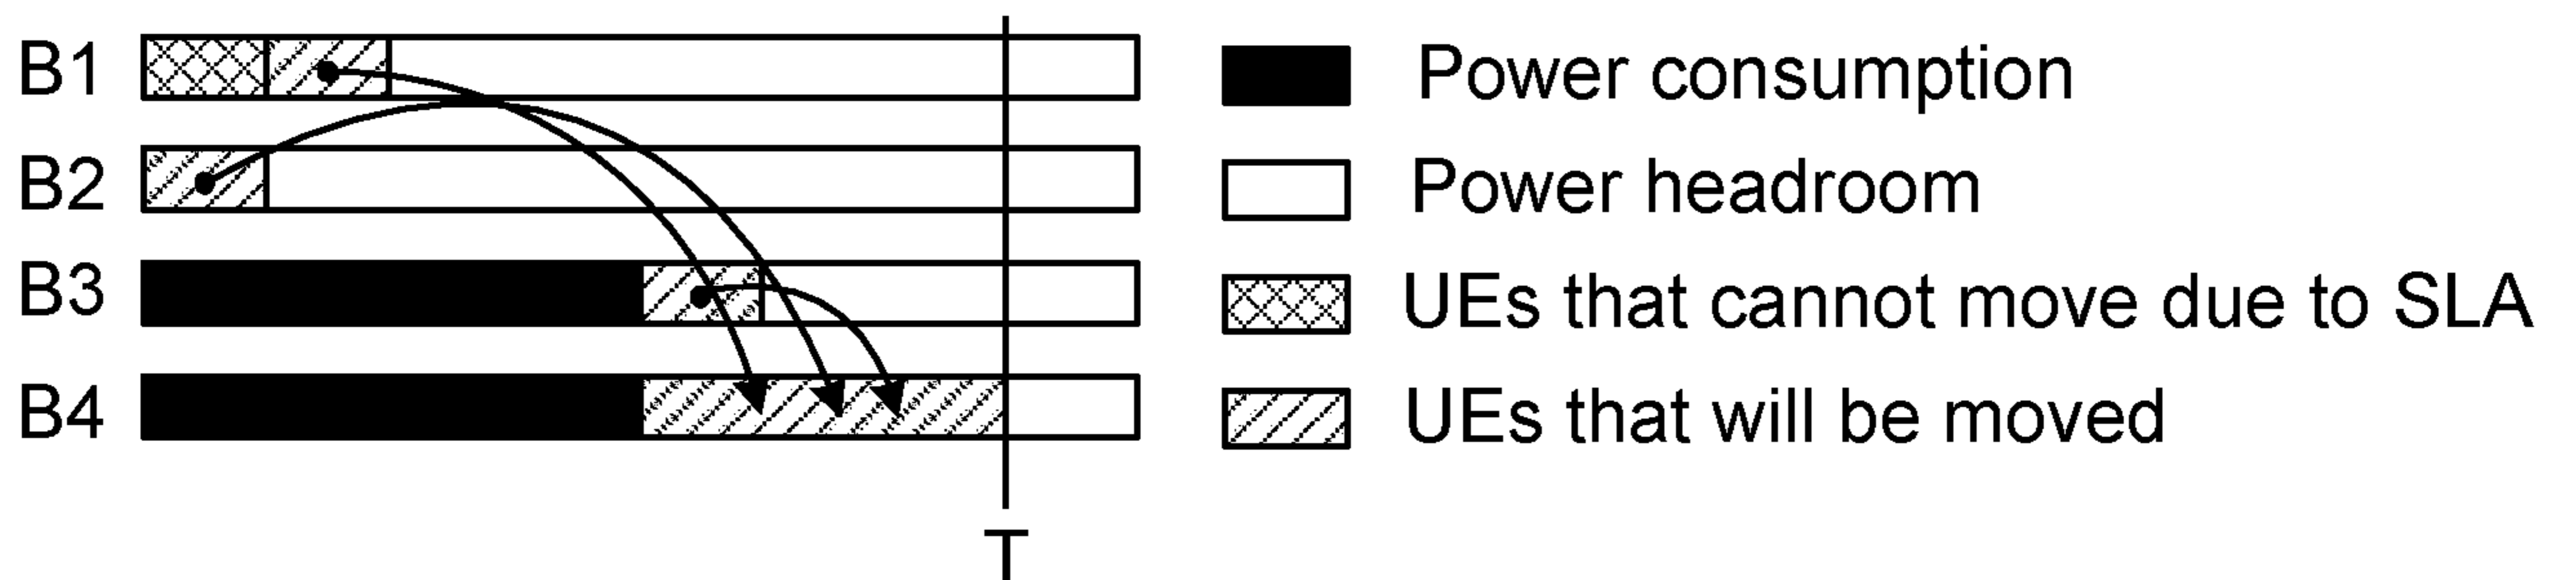 B1
Power consumption
B2
Power headroom
B3
UEs that cannot move due to SLA
B4
UEs that will be moved
T